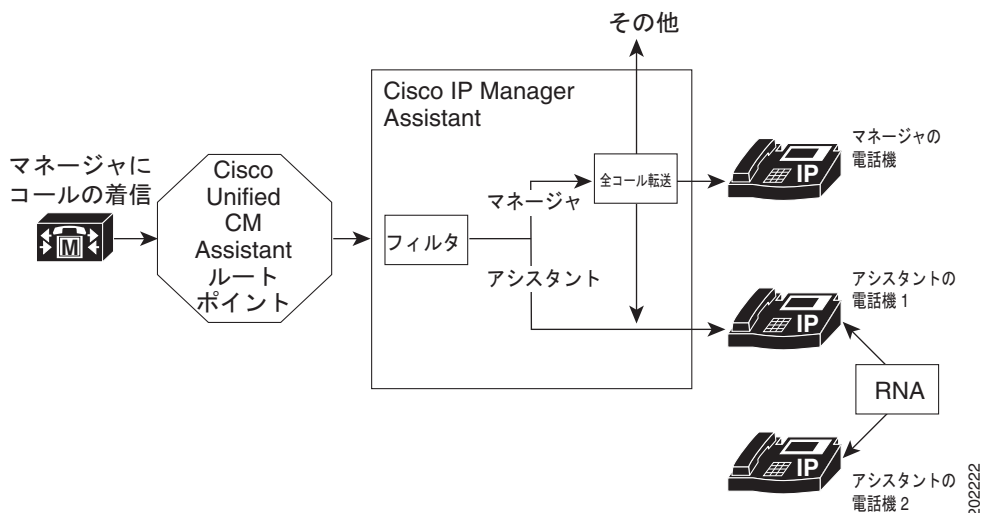 その他
Cisco IP Manager
Assistant
マネージャに
コールの着信
M
Cisco
Unified
CM
Assistant
ルート
ポイント
フィルタ
マネージャ
アシスタント
全コール転送
IP
マネージャの
電話機
IP
アシスタントの
電話機 1
RNA
IP
アシスタントの
電話機 2
202222